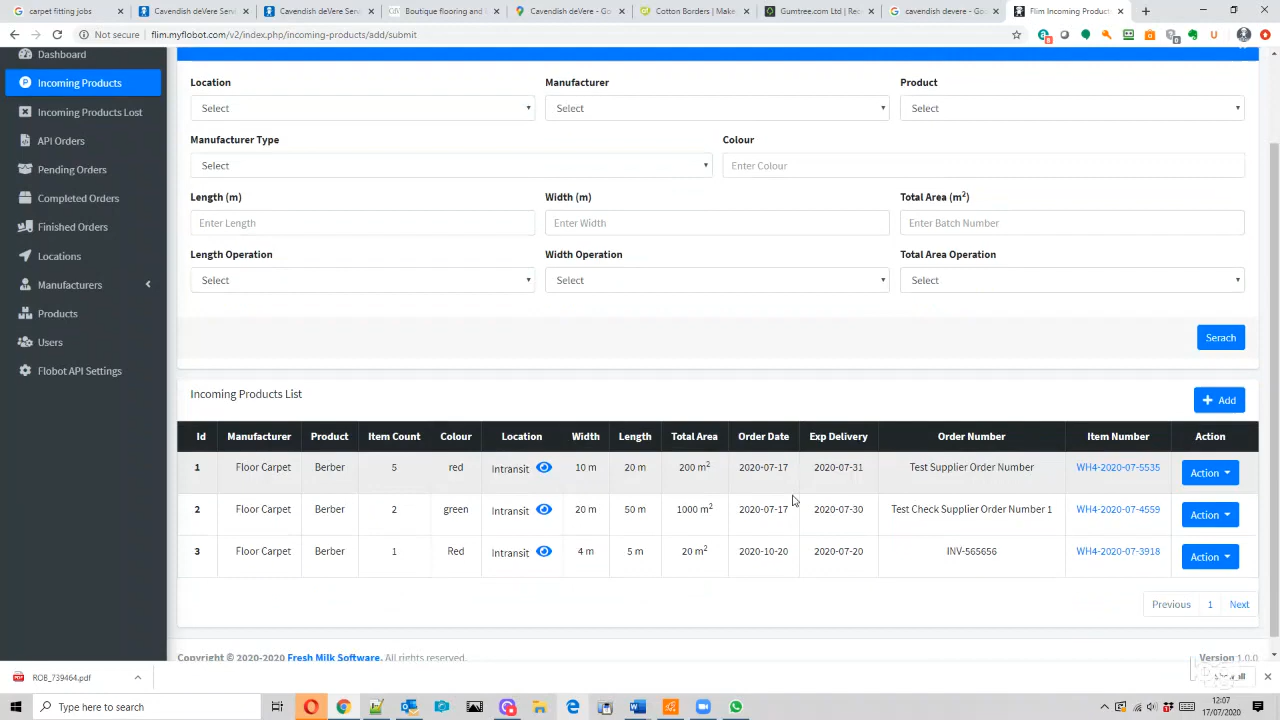 carpet fitting jobs
Cavendish deVere Serv
Cavendish deVere Serv
Boutique flooring and
Cavendish deVere - Go
Cotton Borders | Make
Gumtree.com Ltd | Rec
cavendish devere - Goo
Flim Incoming Products
Not secure | flim.myflobot.com/v2/index.php/incoming-products/add/submit
Dashboard
Incoming Products
Incoming Products Lost
API Orders
Pending Orders
Completed Orders
Finished Orders
Locations
Manufacturers
Products
Users
Flobot API Settings
Location Manufacturer Product
Select Select Select
Manufacturer Type Colour
Select Enter Colour
Length (m) Width (m) Total Area (m²)
Enter Length Enter Width Enter Batch Number
Length Operation Width Operation Total Area Operation
Select Select Select
Serach
Incoming Products List
+ Add
Id Manufacturer Product Item Count Colour Location Width Length Total Area Order Date Exp Delivery Order Number Item Number Action
1 Floor Carpet Berber 5 red Intransit 10 m 20 m 200 m² 2020-07-17 2020-07-31 Test Supplier Order Number WH4-2020-07-5535 Action
2 Floor Carpet Berber 2 green Intransit 20 m 50 m 1000 m² 2020-07-17 2020-07-30 Test Check Supplier Order Number 1 WH4-2020-07-4559 Action
3 Floor Carpet Berber 1 Red Intransit 4 m 5 m 20 m² 2020-10-20 2020-07-20 INV-565656 WH4-2020-07-3918 Action
Previous 1 Next
Copyright © 2020-2020 Fresh Milk Software. All rights reserved.
Version 1.0.0
ROB_739464.pdf
Type here to search
12:07
17/07/2020